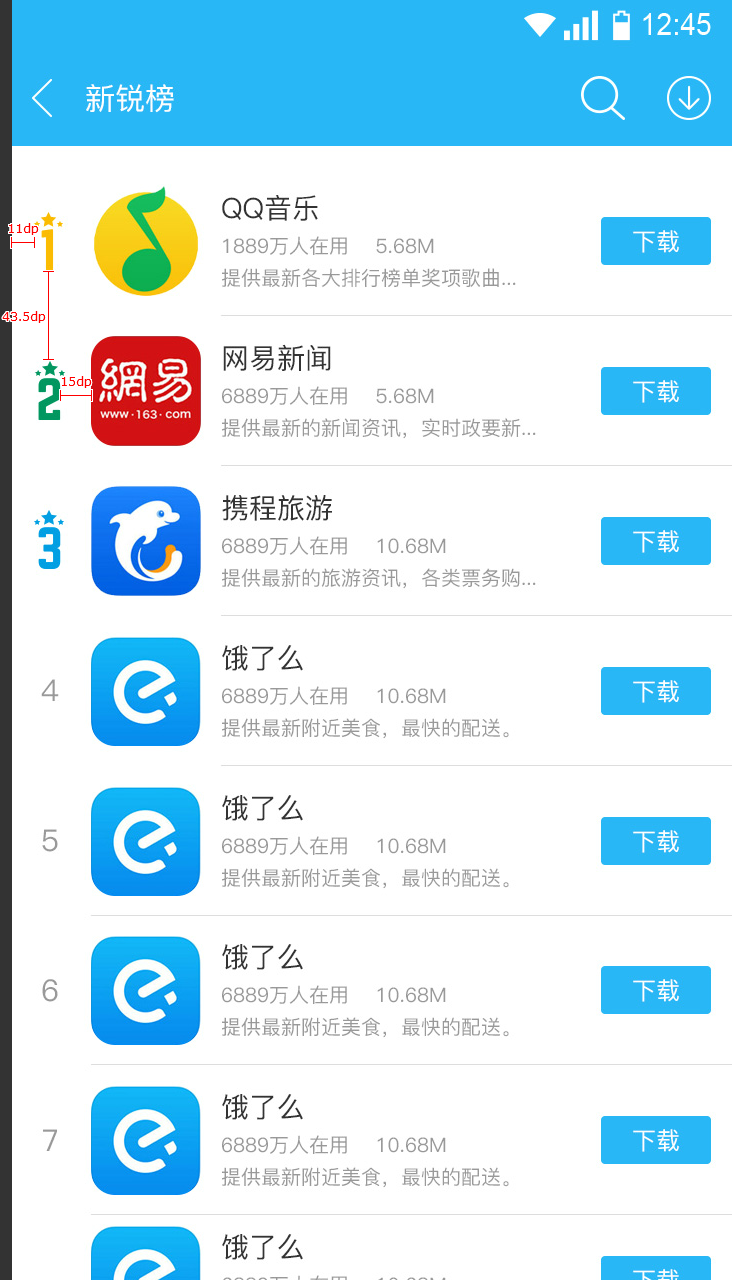 12:45
新锐榜
11dp
1
QQ音乐
1889万人在用 5.68M
提供最新各大排行榜单奖项歌曲...
下载
43.5dp
2
15dp
網易
www·163·com
网易新闻
6889万人在用 5.68M
提供最新的新闻资讯，实时政要新...
下载
3
携程旅游
6889万人在用 10.68M
提供最新的旅游资讯，各类票务购...
下载
4
饿了么
6889万人在用 10.68M
提供最新附近美食，最快的配送。
下载
5
饿了么
6889万人在用 10.68M
提供最新附近美食，最快的配送。
下载
6
饿了么
6889万人在用 10.68M
提供最新附近美食，最快的配送。
下载
7
饿了么
6889万人在用 10.68M
提供最新附近美食，最快的配送。
下载
饿了么